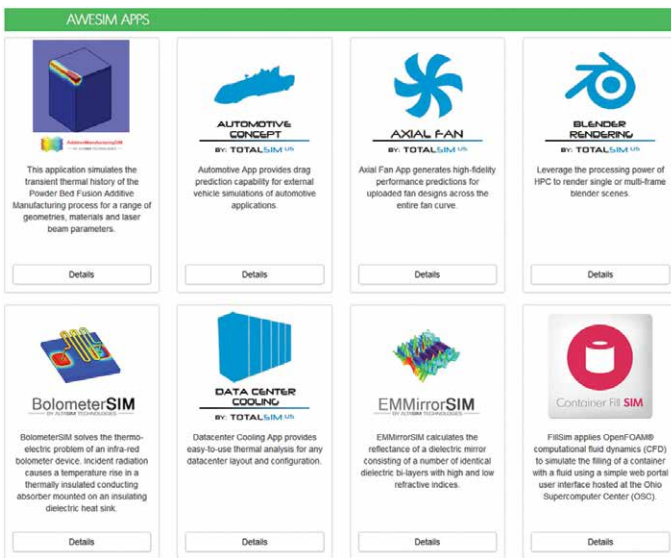 AWESIM APPS
AdditiveManufacturingSIM
BY ALTASIM TECHNOLOGIES
This application simulates the
transient thermal history of the
Powder Bed Fusion Additive
Manufacturing process for a range of
geometries, materials and laser
beam parameters.
Details
AUTOMOTIVE
CONCEPT
BY: TOTALSIM US
Automotive App provides drag
prediction capability for external
vehicle simulations of automotive
applications.
Details
AXIAL FAN
BY: TOTALSIM US
Axial Fan App generates high-fidelity
performance predictions for
uploaded fan designs across the
entire fan curve.
Details
BLENDER
RENDERING
BY: TOTALSIM US
Leverage the processing power of
HPC to render single or multi-frame
blender scenes.
Details
BolometerSIM
BY ALTASIM TECHNOLOGIES
BolometerSIM solves the thermo-
electric problem of an infra-red
bolometer device. Incident radiation
causes a temperature rise in a
thermally insulated conducting
absorber mounted on an insulating
dielectric heat sink.
Details
DATA CENTER
COOLING
BY: TOTALSIM US
Datacenter Cooling App provides
easy-to-use thermal analysis for any
datacenter layout and configuration.
Details
EMMirrorSIM
BY ALTASIM TECHNOLOGIES
EMMirrorSIM calculates the
reflectance of a dielectric mirror
consisting of a number of identical
dielectric bi-layers with high and low
refractive indices.
Details
Container Fill SIM
FillSim applies OpenFOAM®
computational fluid dynamics (CFD)
to simulate the filling of a container
with a fluid using a simple web portal
user interface hosted at the Ohio
Supercomputer Center (OSC).
Details